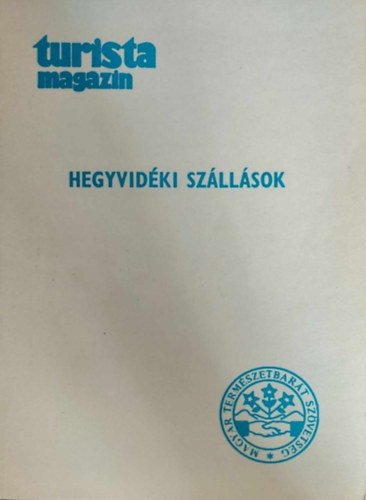 turista
magazin
HEGYVIDÉKI SZÁLLÁSOK
MAGYAR TERMÉSZETBARÁT SZÖVETSÉG